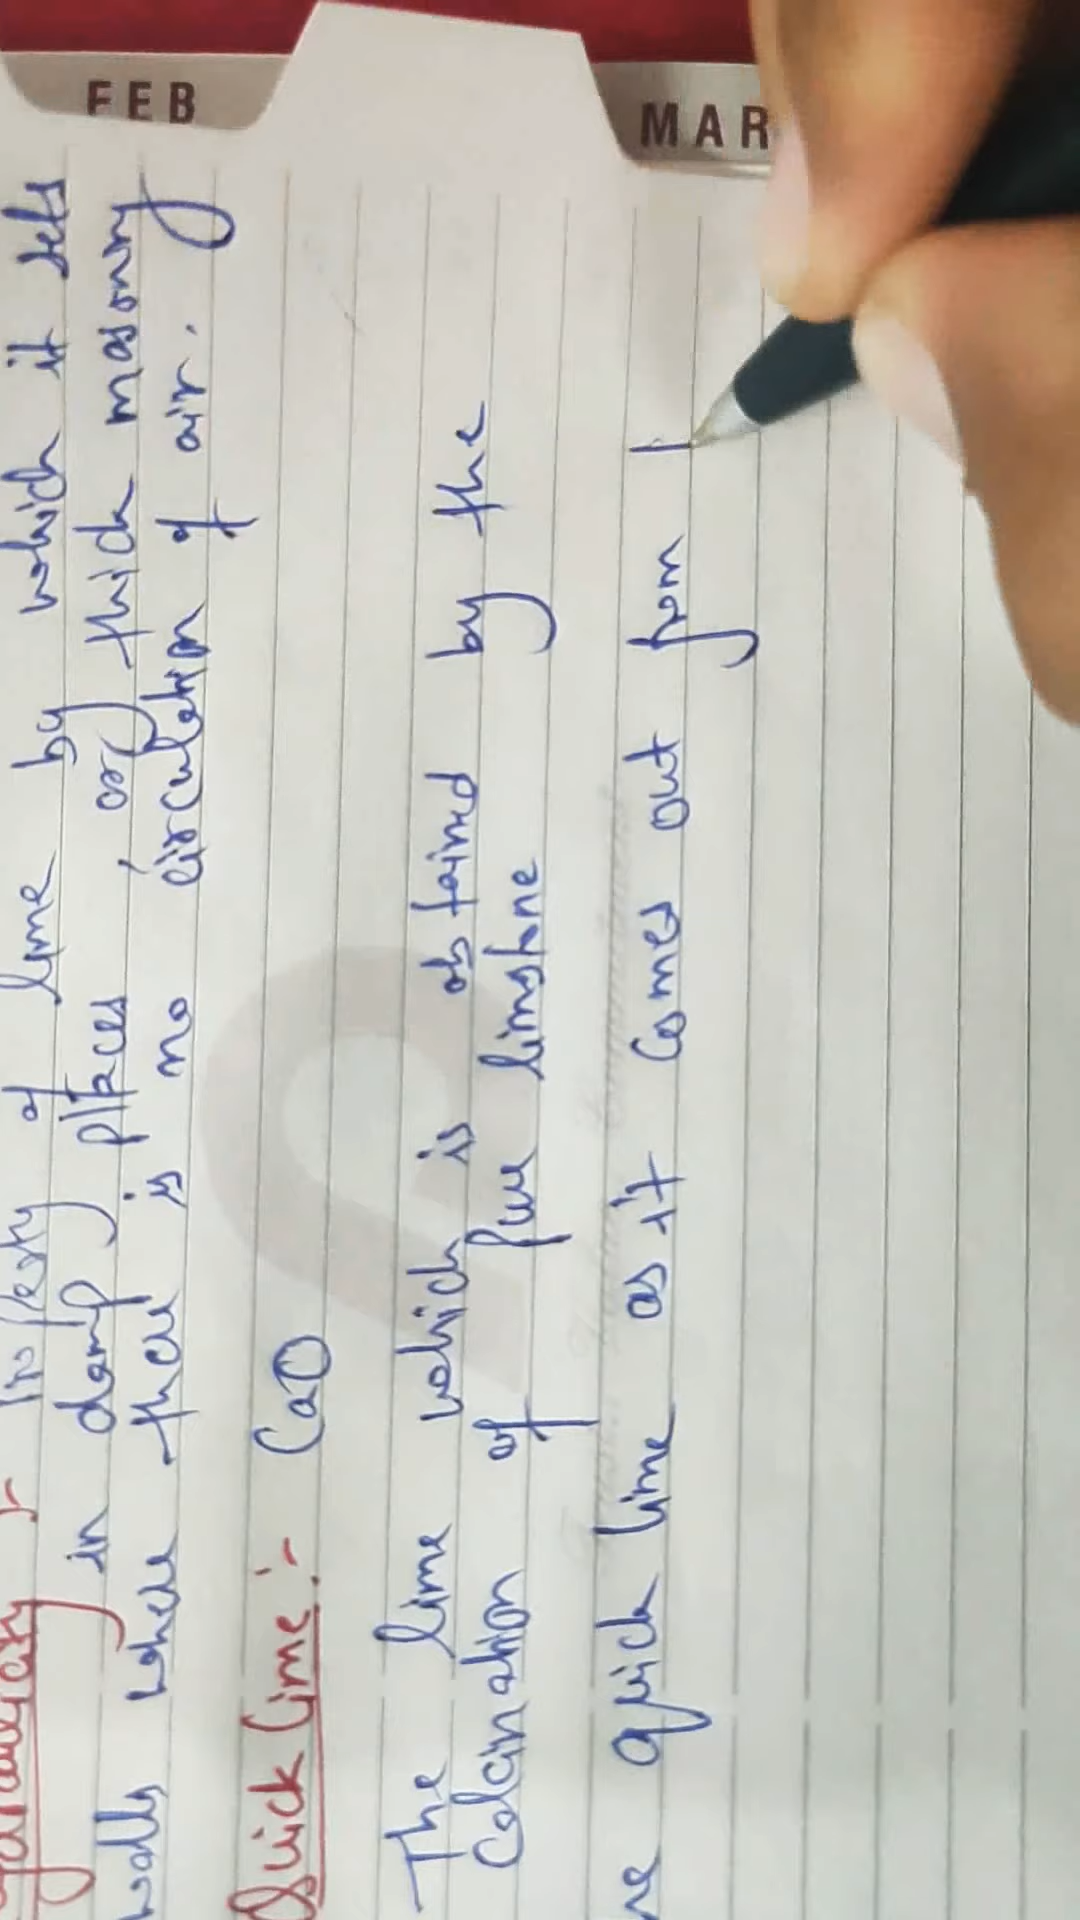 FEB
MAR
Hydraulicity :- Property of lime by which it sets
in damp places, or thick masonry
walls where there is no circulation of air.
Quick lime:- CaO
The lime which is obtained by the
Calcination of pure limstone
quick lime as it comes out from